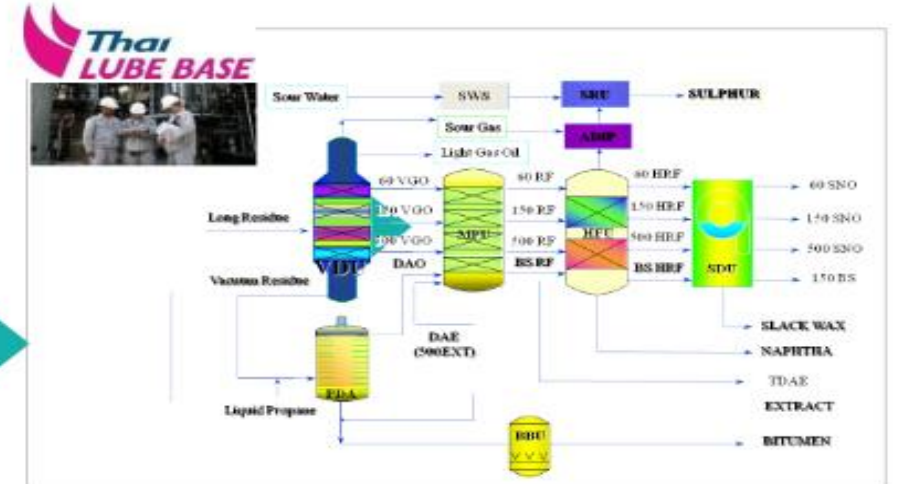 Thai
LUBE BASE
Sour Water
SWS
SRU
SULPHUR
Sour Gas
ADIP
Light Gas Oil
60 VGO
60 RF
60 HRF
60 SNO
Long Residue
150 VGO
150 RF
150 HRF
150 SNO
MPU
HFU
500 VGO
500 RF
500 HRF
500 SNO
VDU
DAO
BS RF
BS HRF
SDU
150 BS
Vacuum Residue
SLACK WAX
DAE
(500EXT)
NAPHTHA
TDAE
PDA
EXTRACT
Liquid Propane
BBU
BITUMEN